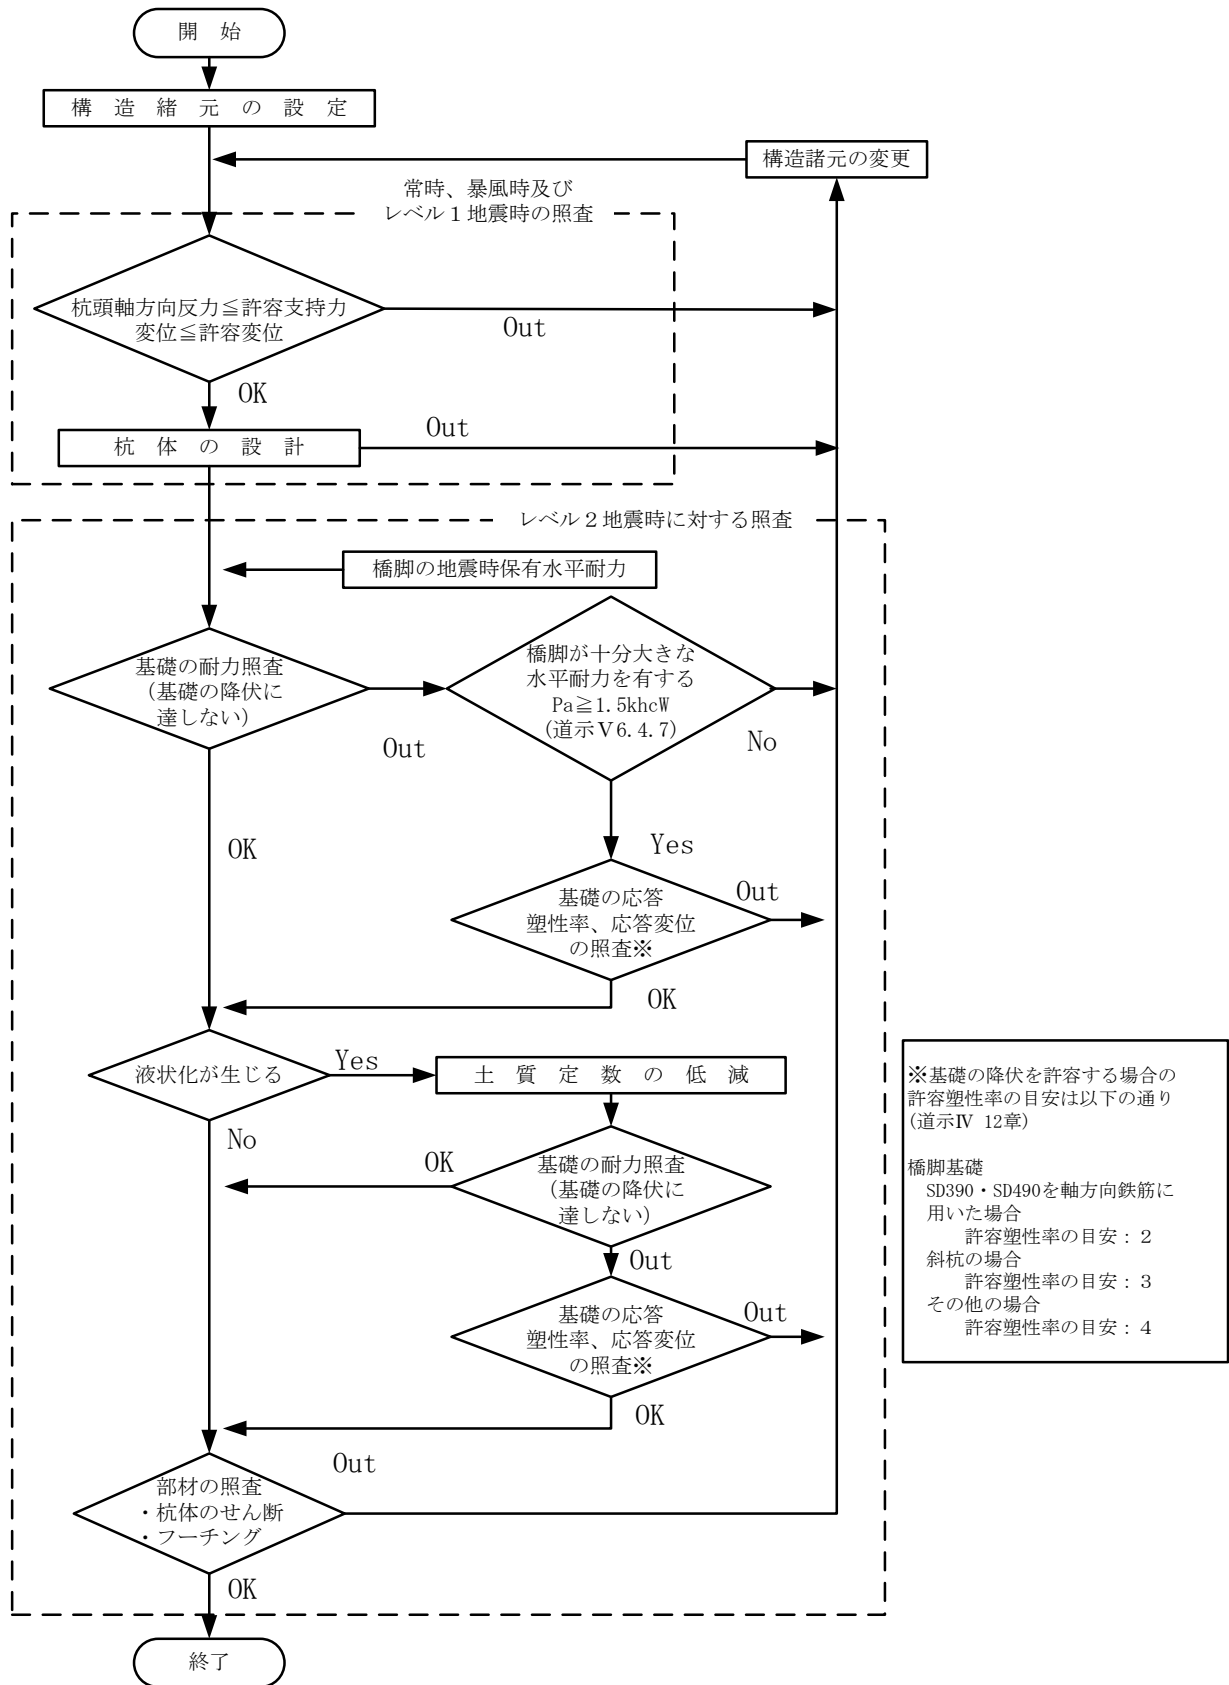 開　始
構　造　緒　元　の　設　定
構造諸元の変更
常時、暴風時及び
レベル１地震時の照査
杭頭軸方向反力≦許容支持力
変位≦許容変位
Out
OK
杭　体　の　設　計
Out
レベル２地震時に対する照査
橋脚の地震時保有水平耐力
基礎の耐力照査
（基礎の降伏に
達しない）
Out
橋脚が十分大きな
水平耐力を有する
Pa≧1.5khcW
(道示Ⅴ6.4.7)
No
OK
Yes
基礎の応答
塑性率、応答変位
の照査※
Out
OK
液状化が生じる
Yes
土　質　定　数　の　低　減
No
基礎の耐力照査
（基礎の降伏に
達しない）
OK
Out
基礎の応答
塑性率、応答変位
の照査※
Out
OK
部材の照査
・杭体のせん断
・フーチング
Out
OK
終了
※基礎の降伏を許容する場合の
許容塑性率の目安は以下の通り
(道示Ⅳ 12章)
橋脚基礎
SD390・SD490を軸方向鉄筋に
用いた場合
許容塑性率の目安：２
斜杭の場合
許容塑性率の目安：３
その他の場合
許容塑性率の目安：４